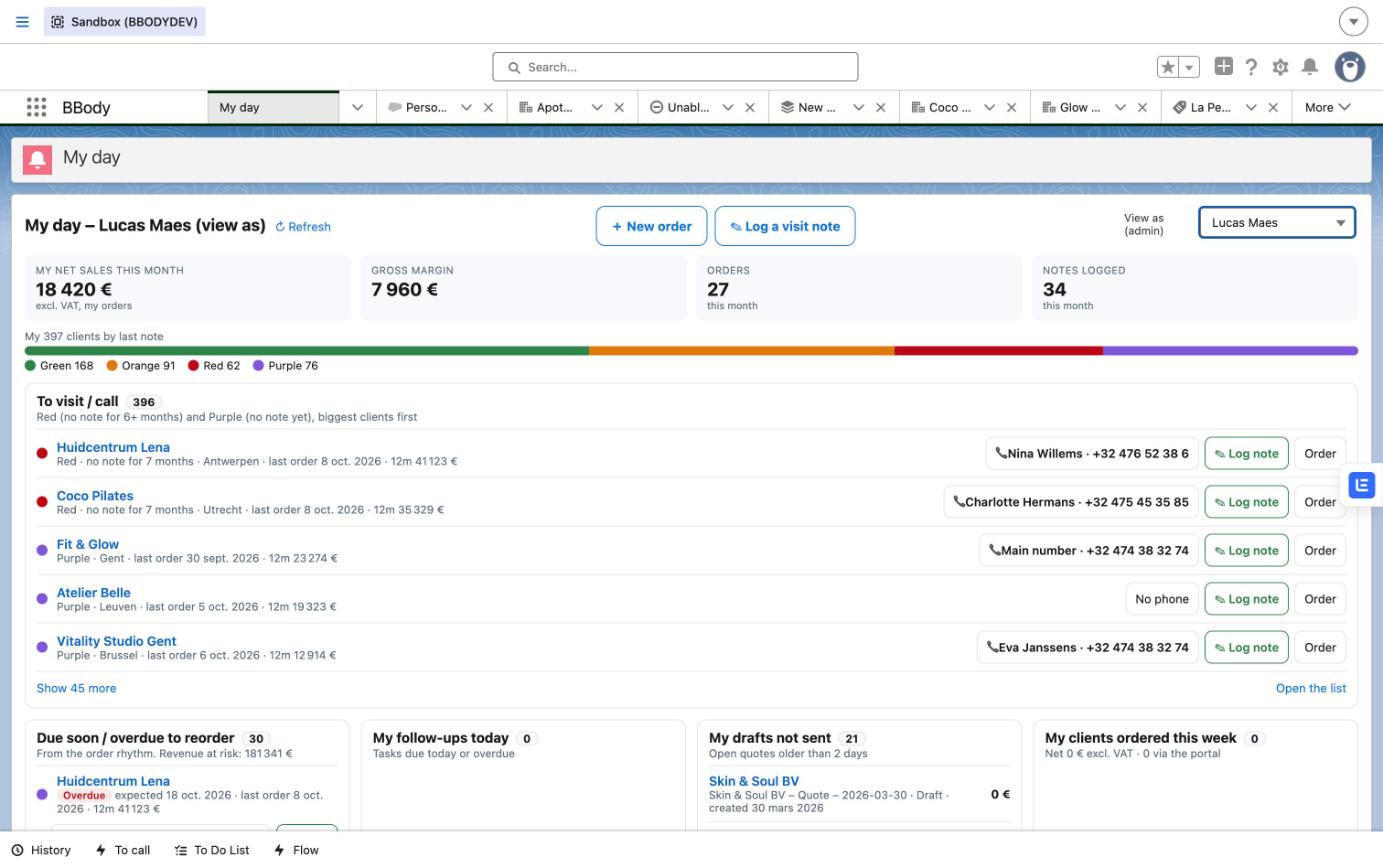 Sandbox (BBODYDEV)
Search...
BBody
My day
Perso...
Apot...
Unabl...
New ...
Coco ...
Glow ...
La Pe...
More
My day
My day – Lucas Maes (view as)
Refresh
+ New order
Log a visit note
View as
(admin)
Lucas Maes
MY NET SALES THIS MONTH
18 420 €
excl. VAT, my orders
GROSS MARGIN
7 960 €
ORDERS
27
this month
NOTES LOGGED
34
this month
My 397 clients by last note
Green 168
Orange 91
Red 62
Purple 76
To visit / call 396
Red (no note for 6+ months) and Purple (no note yet), biggest clients first
Huidcentrum Lena
Red · no note for 7 months · Antwerpen · last order 8 oct. 2026 · 12m 41 123 €
Nina Willems · +32 476 52 38 6
Log note
Order
Coco Pilates
Red · no note for 7 months · Utrecht · last order 8 oct. 2026 · 12m 35 329 €
Charlotte Hermans · +32 475 45 35 85
Log note
Order
Fit & Glow
Purple · Gent · last order 30 sept. 2026 · 12m 23 274 €
Main number · +32 474 38 32 74
Log note
Order
Atelier Belle
Purple · Leuven · last order 5 oct. 2026 · 12m 19 323 €
No phone
Log note
Order
Vitality Studio Gent
Purple · Brussel · last order 6 oct. 2026 · 12m 12 914 €
Eva Janssens · +32 474 38 32 74
Log note
Order
Show 45 more
Open the list
Due soon / overdue to reorder 30
From the order rhythm. Revenue at risk: 181 341 €
Huidcentrum Lena
Overdue expected 18 oct. 2026 · last order 8 oct.
2026 · 12m 41 123 €
My follow-ups today 0
Tasks due today or overdue
My drafts not sent 21
Open quotes older than 2 days
Skin & Soul BV
Skin & Soul BV – Quote – 2026-03-30 · Draft ·
created 30 mars 2026
0 €
My clients ordered this week 0
Net 0 € excl. VAT · 0 via the portal
History
To call
To Do List
Flow